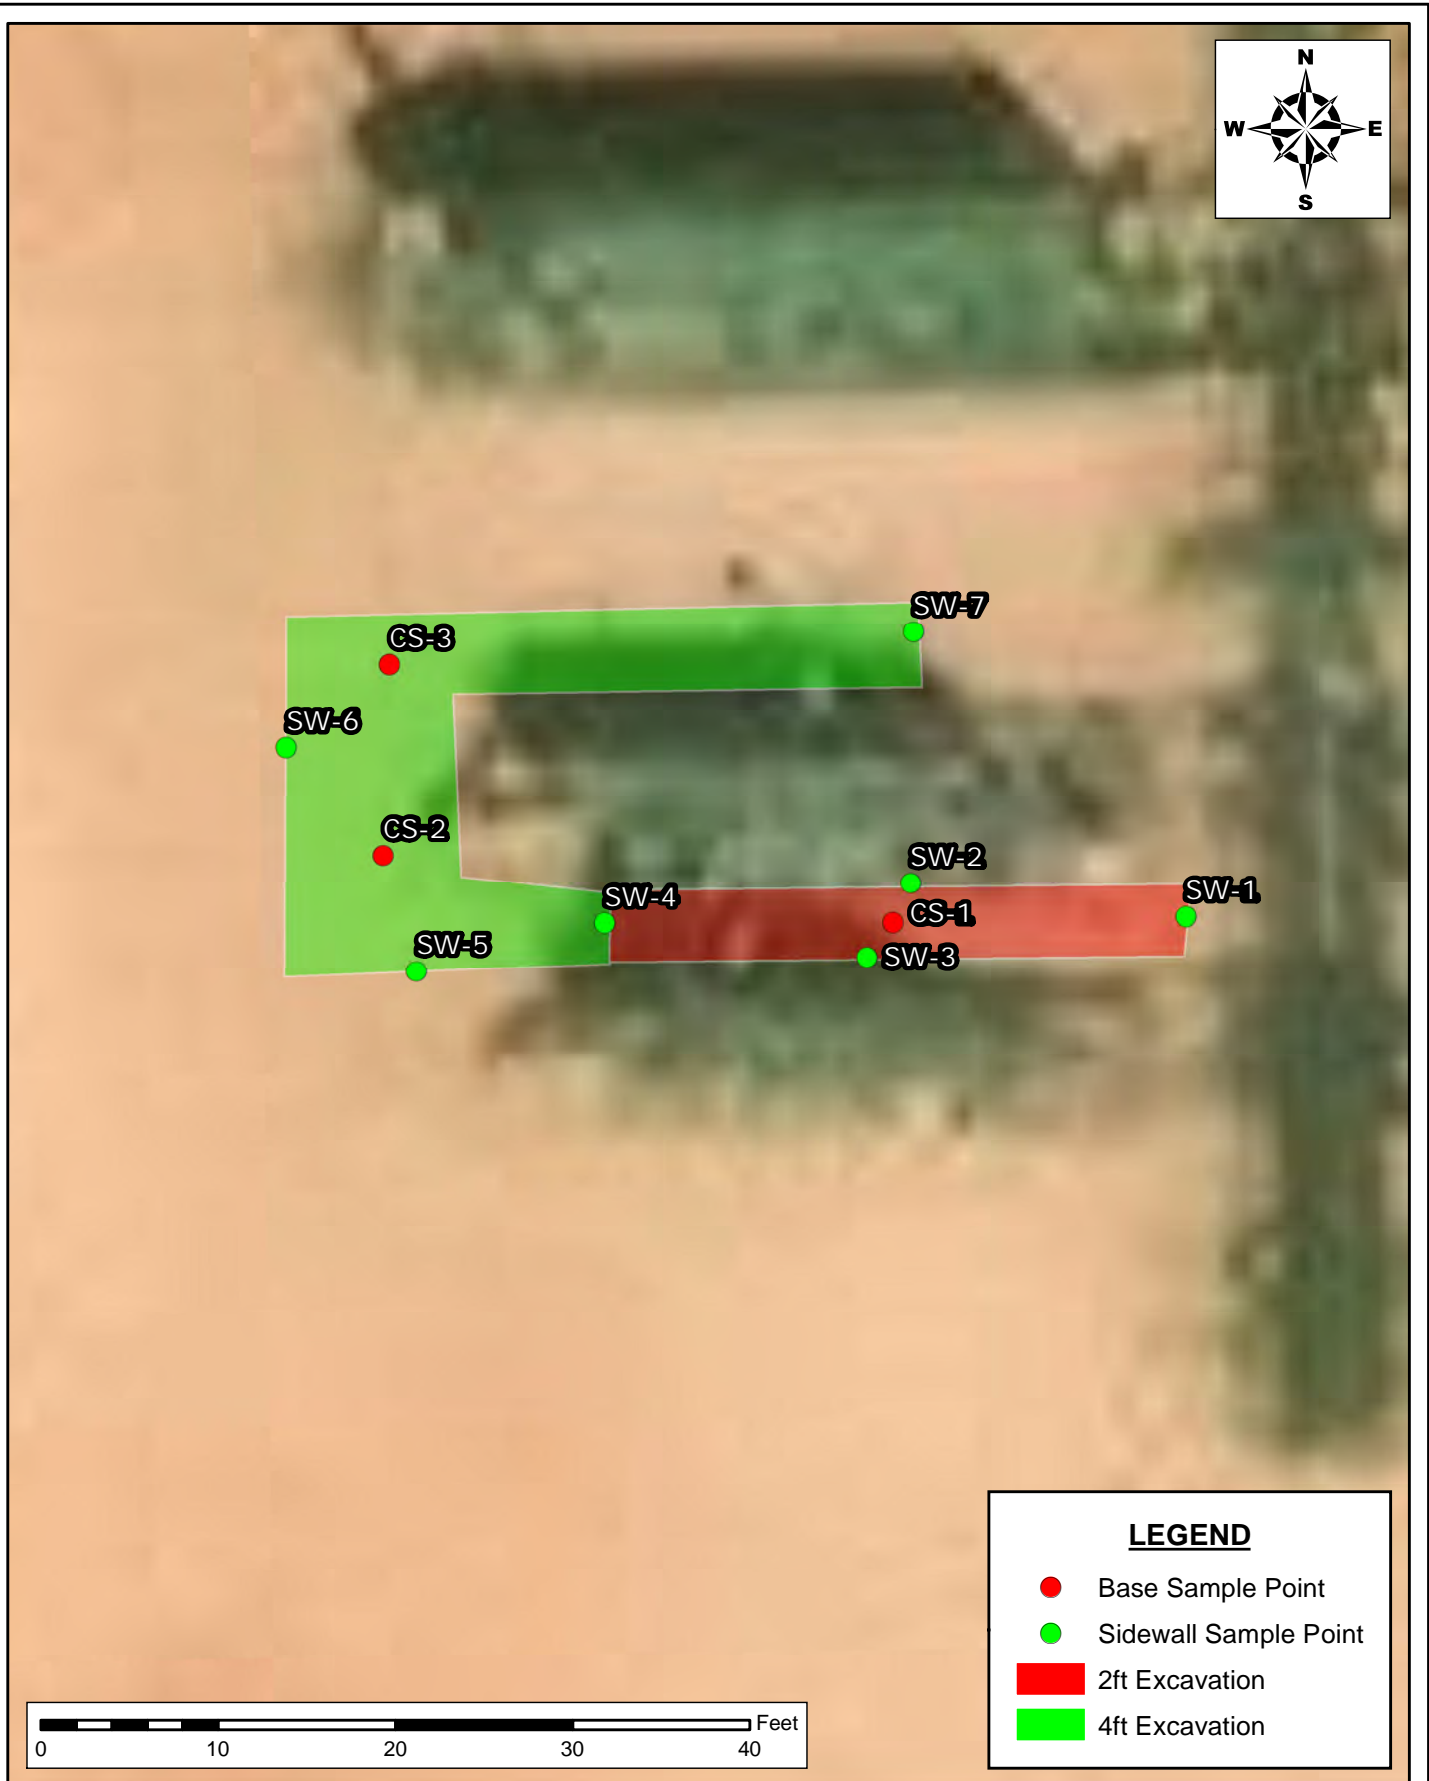 N
W E
S
SW-7
CS-3
SW-6
CS-2
SW-2
SW-4
SW-1
CS-1
SW-5
SW-3
LEGEND
Base Sample Point
Sidewall Sample Point
2ft Excavation
4ft Excavation
Feet
0 10 20 30 40